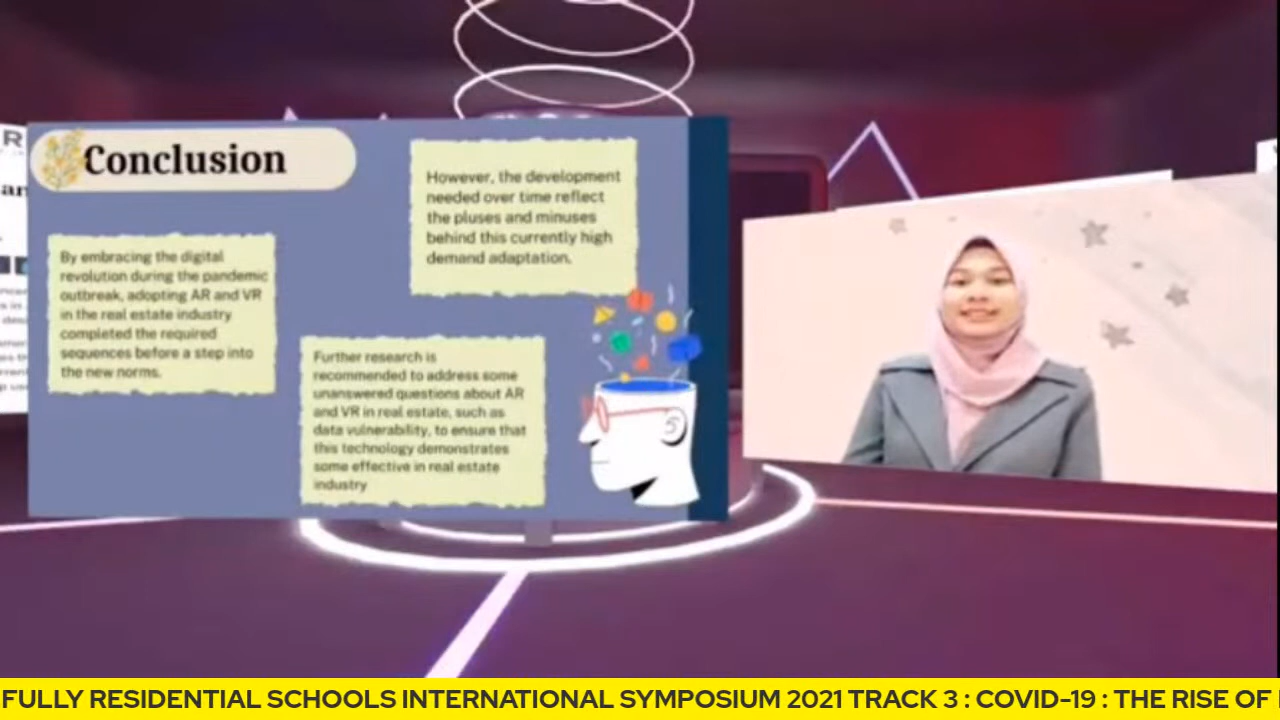 Conclusion
By embracing the digital
revolution during the pandemic
outbreak, adopting AR and VR
in the real estate industry
completed the required
sequences before a step into
the new norms.
However, the development
needed over time reflect
the pluses and minuses
behind this currently high
demand adaptation.
Further research is
recommended to address some
unanswered questions about AR
and VR in real estate, such as
data vulnerability, to ensure that
this technology demonstrates
some effective in real estate
industry
FULLY RESIDENTIAL SCHOOLS INTERNATIONAL SYMPOSIUM 2021 TRACK 3 : COVID-19 : THE RISE OF